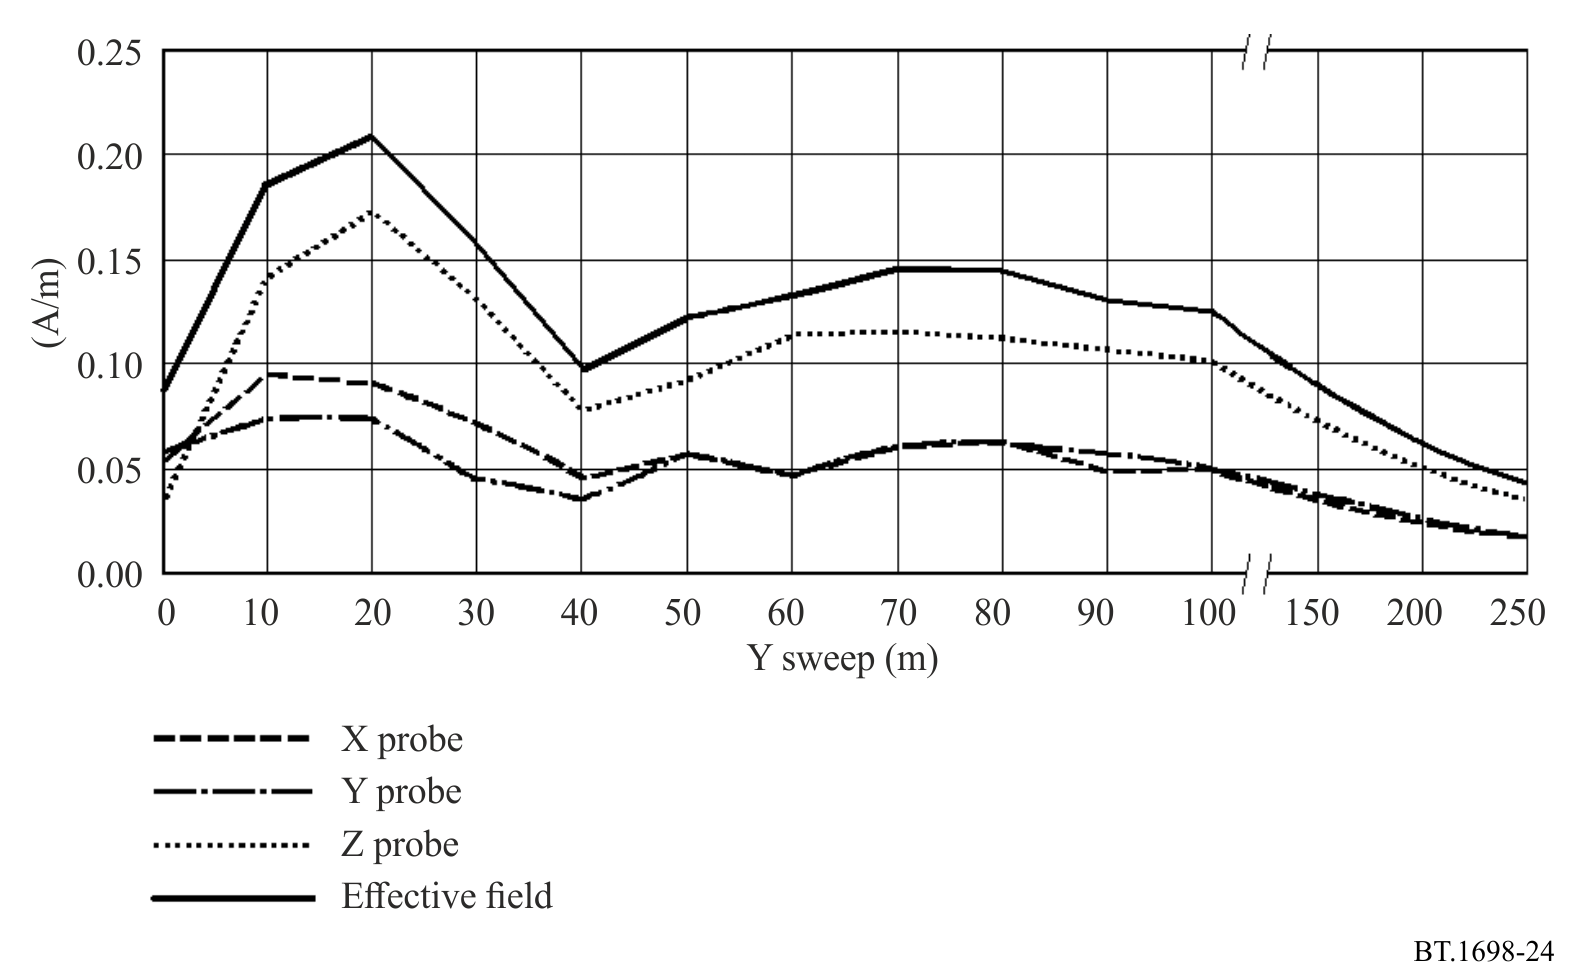 0.25
0.20
0.15
0.10
0.05
0.00
(A/m)
0 10 20 30 40 50 60 70 80 90 100 150 200 250
Y sweep (m)
X probe
Y probe
Z probe
Effective field
BT.1698-24